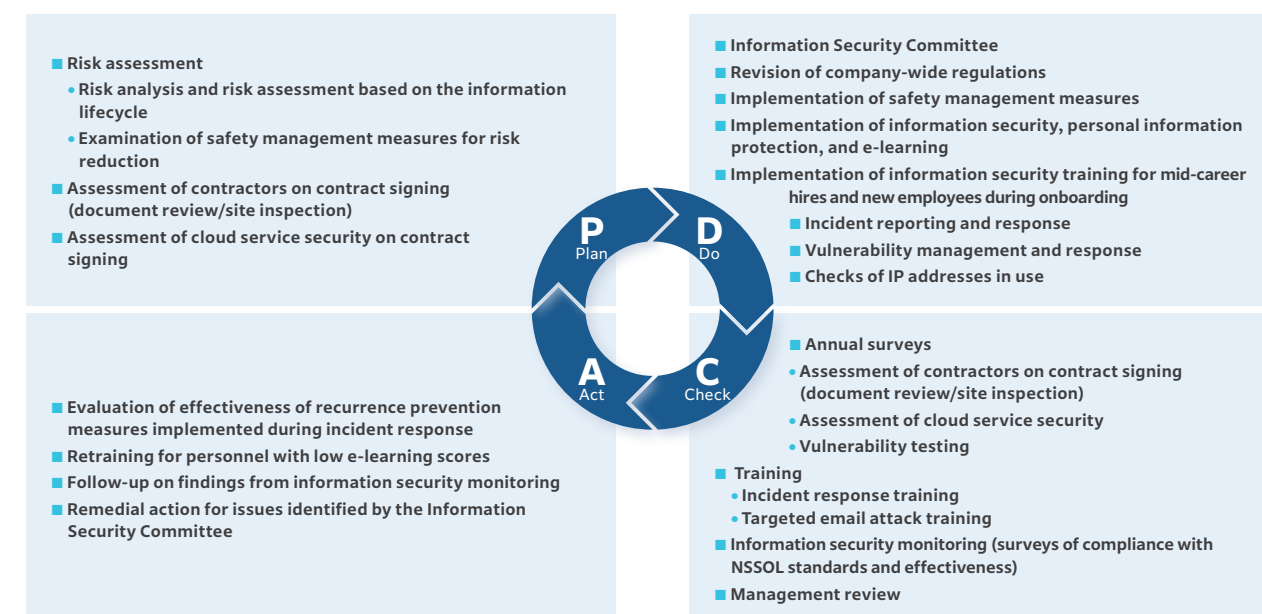 ■ Risk assessment
• Risk analysis and risk assessment based on the information
lifecycle
• Examination of safety management measures for risk
reduction
■ Assessment of contractors on contract signing
(document review/site inspection)
■ Assessment of cloud service security on contract
signing
■ Information Security Committee
■ Revision of company-wide regulations
■ Implementation of safety management measures
■ Implementation of information security, personal information
protection, and e-learning
■ Implementation of information security training for mid-career
hires and new employees during onboarding
■ Incident reporting and response
■ Vulnerability management and response
■ Checks of IP addresses in use
P
Plan
D
Do
A
Act
C
Check
■ Evaluation of effectiveness of recurrence prevention
measures implemented during incident response
■ Retraining for personnel with low e-learning scores
■ Follow-up on findings from information security monitoring
■ Remedial action for issues identified by the Information
Security Committee
■ Annual surveys
• Assessment of contractors on contract signing
(document review/site inspection)
• Assessment of cloud service security
• Vulnerability testing
■ Training
• Incident response training
• Targeted email attack training
■ Information security monitoring (surveys of compliance with
NSSOL standards and effectiveness)
■ Management review